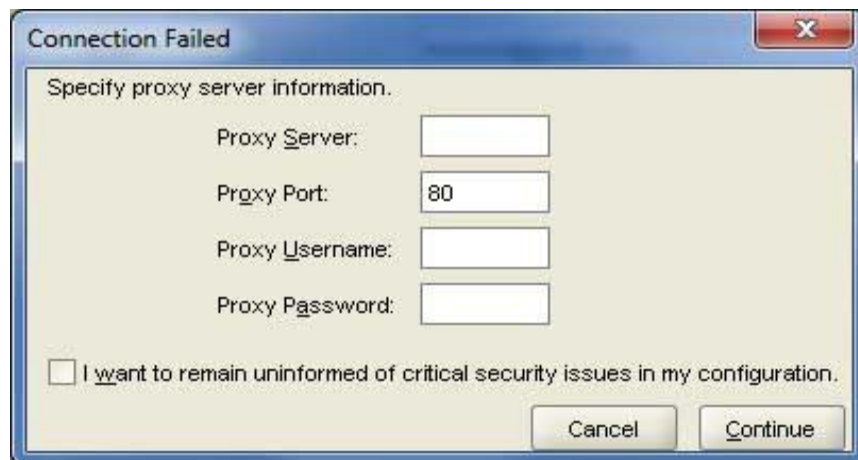 Connection Failed
Specify proxy server information.
Proxy Server:
Proxy Port: 80
Proxy Username:
Proxy Password:
I want to remain uninformed of critical security issues in my configuration.
Cancel Continue